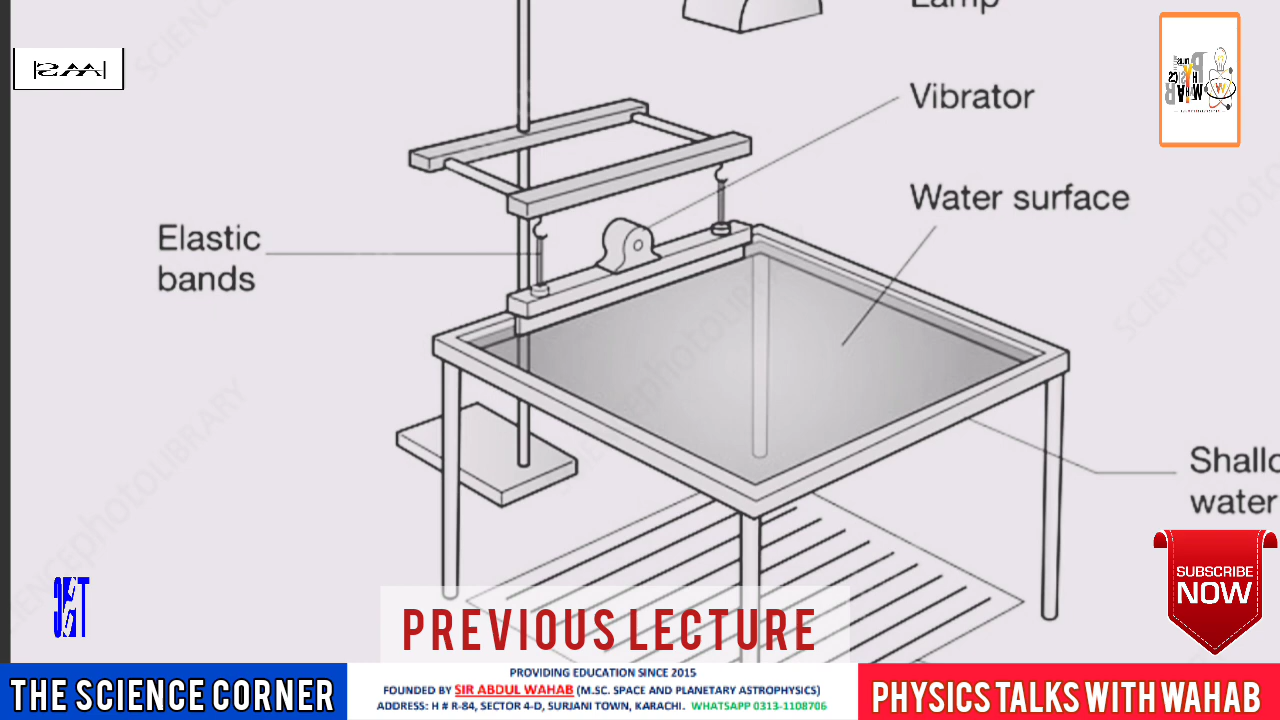 Lamp
Vibrator
Water surface
Elastic
bands
Shallo
water
SUBSCRIBE
NOW
PREVIOUS LECTURE
THE SCIENCE CORNER
PROVIDING EDUCATION SINCE 2015
FOUNDED BY SIR ABDUL WAHAB (M.SC. SPACE AND PLANETARY ASTROPHYSICS)
ADDRESS: H # R-84, SECTOR 4-D, SURJANI TOWN, KARACHI. WHATSAPP 0313-1108706
PHYSICS TALKS WITH WAHAB
SCIENCEphotoLIBRARY